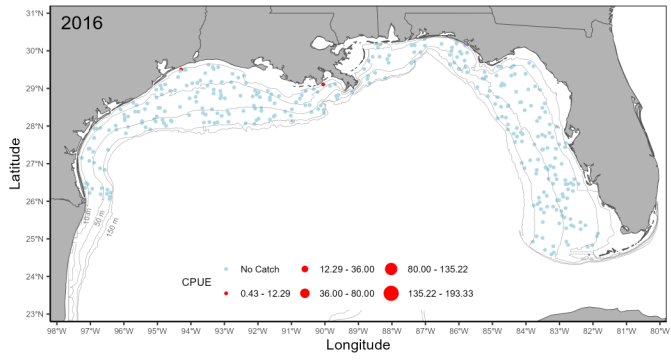 2016
31°N
30°N
29°N
28°N
27°N
26°N
25°N
24°N
23°N
Latitude
10 m
50 m
150 m
CPUE
No Catch
12.29 - 36.00
80.00 - 135.22
0.43 - 12.29
36.00 - 80.00
135.22 - 193.33
98°W 97°W 96°W 95°W 94°W 93°W 92°W 91°W 90°W 89°W 88°W 87°W 86°W 85°W 84°W 83°W 82°W 81°W 80°W
Longitude